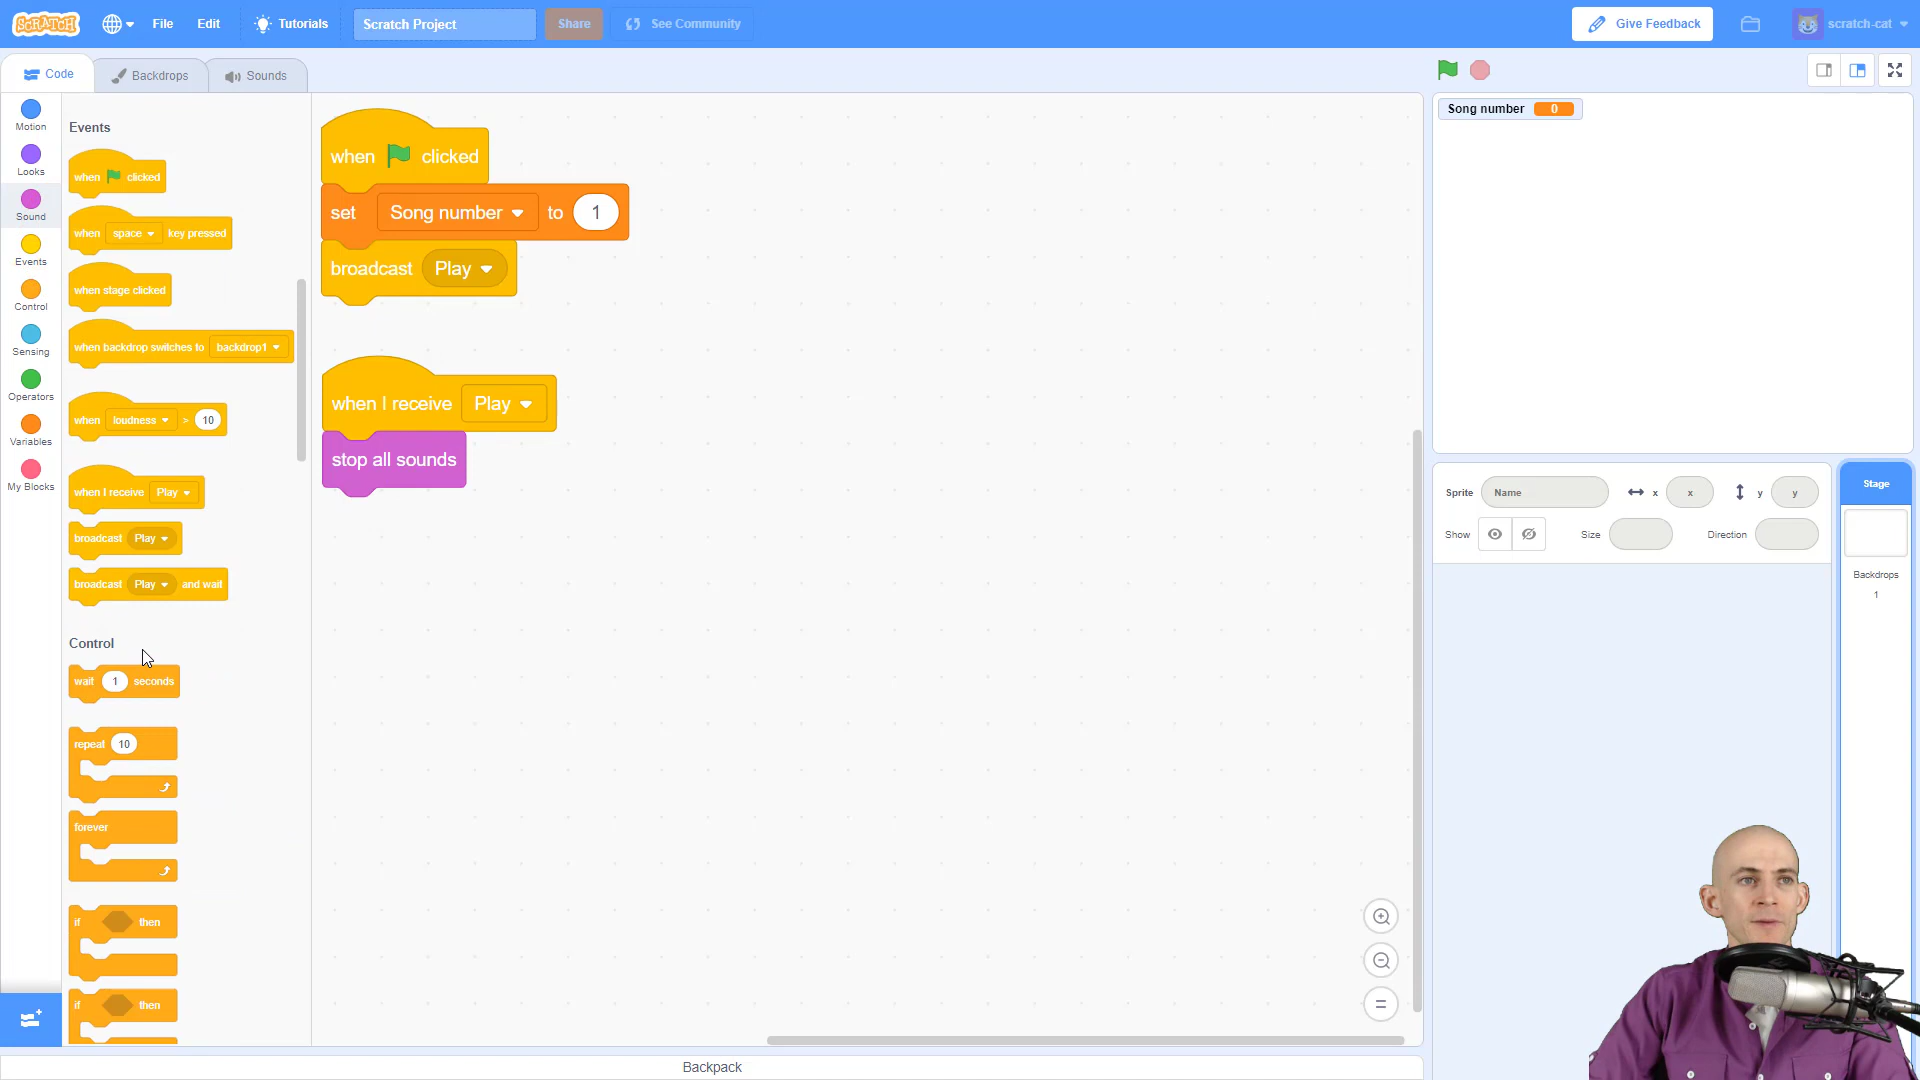 SCRATCH File Edit Tutorials Scratch Project Share See Community Give Feedback scratch-cat
Code Backdrops Sounds
Motion
Looks
Sound
Events
Control
Sensing
Operators
Variables
My Blocks
Events
when clicked
when space key pressed
when stage clicked
when backdrop switches to backdrop1
when loudness > 10
when I receive Play
broadcast Play
broadcast Play and wait
Control
wait 1 seconds
repeat 10
forever
if then
if then
when clicked
set Song number to 1
broadcast Play
when I receive Play
stop all sounds
Backpack
Song number 0
Sprite Name x x y y
Show Size Direction
Stage
Backdrops
1